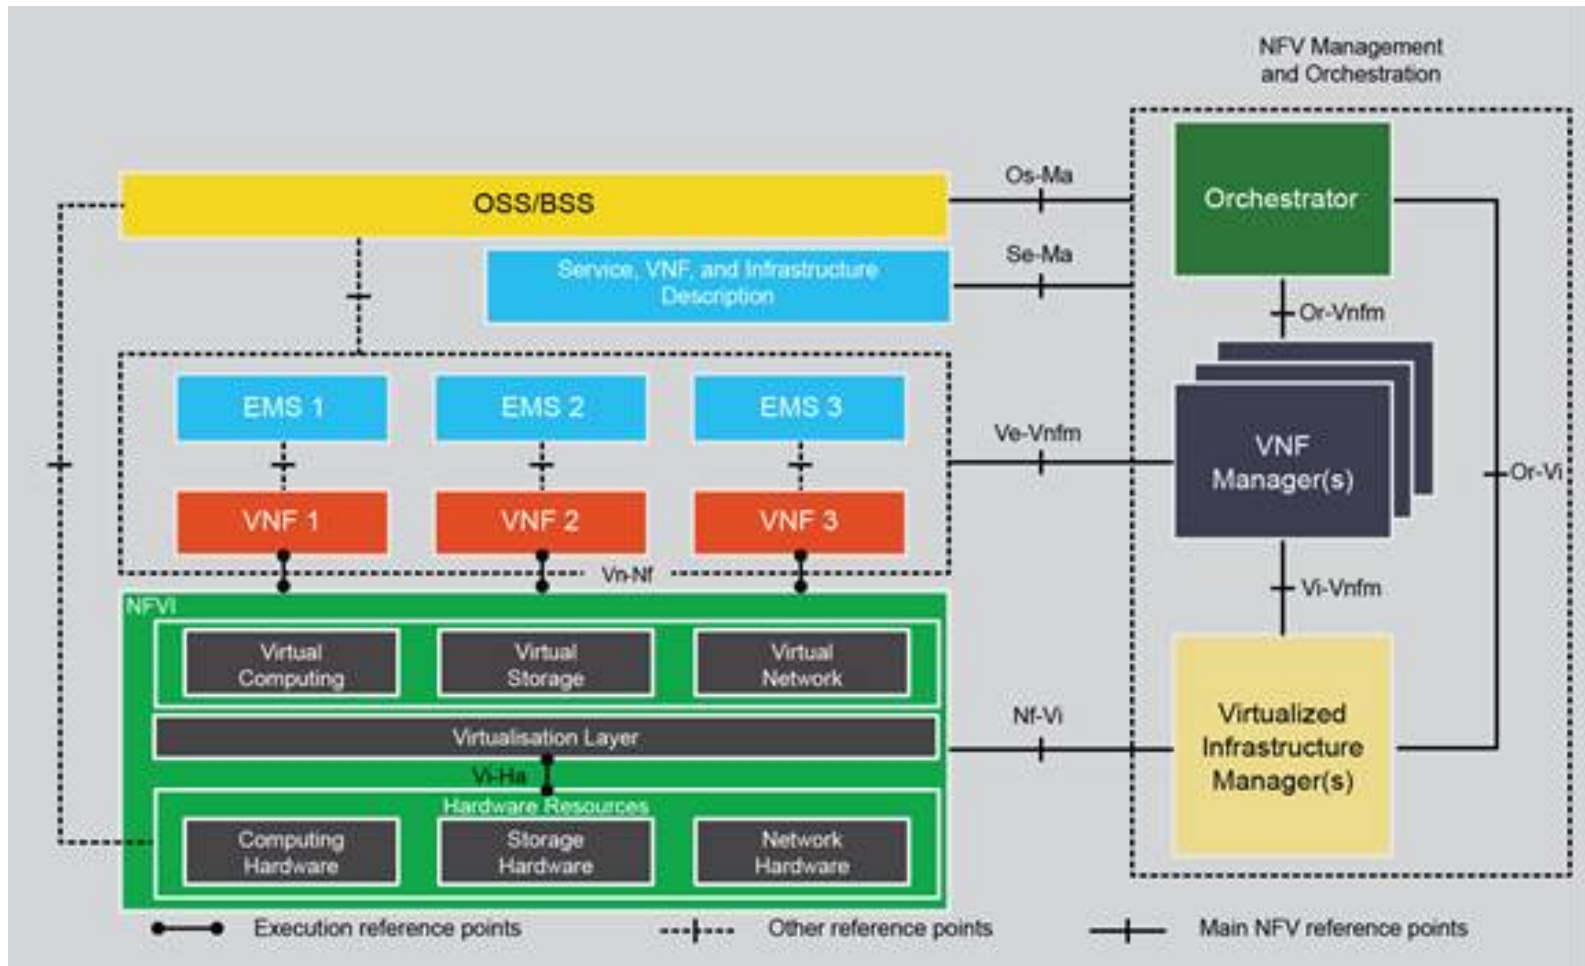 NFV Management
and Orchestration
Os-Ma
Orchestrator
OSS/BSS
Se-Ma
Service, VNF, and Infrastructure
Description
Or-Vnfm
EMS 1
EMS 2
EMS 3
Ve-Vnfm
VNF
Manager(s)
Or-Vi
VNF 1
VNF 2
VNF 3
Vn-Nf
Vi-Vnfm
NFVI
Virtual
Computing
Virtual
Storage
Virtual
Network
Nf-Vi
Virtualized
Infrastructure
Manager(s)
Virtualisation Layer
Vi-Ha
Hardware Resources
Computing
Hardware
Storage
Hardware
Network
Hardware
Execution reference points
Other reference points
Main NFV reference points